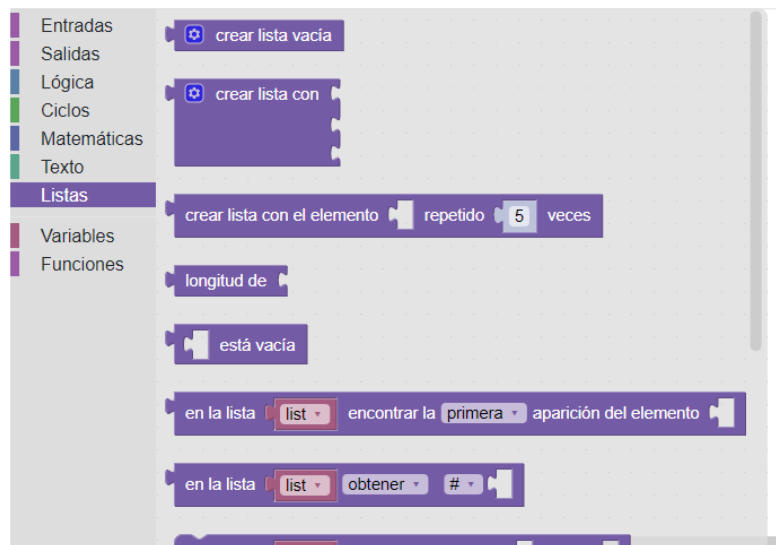 Entradas
Salidas
Lógica
Ciclos
Matemáticas
Texto
Listas
Variables
Funciones
crear lista vacía
crear lista con
crear lista con el elemento repetido 5 veces
longitud de
está vacía
en la lista list encontrar la primera aparición del elemento
en la lista list obtener #